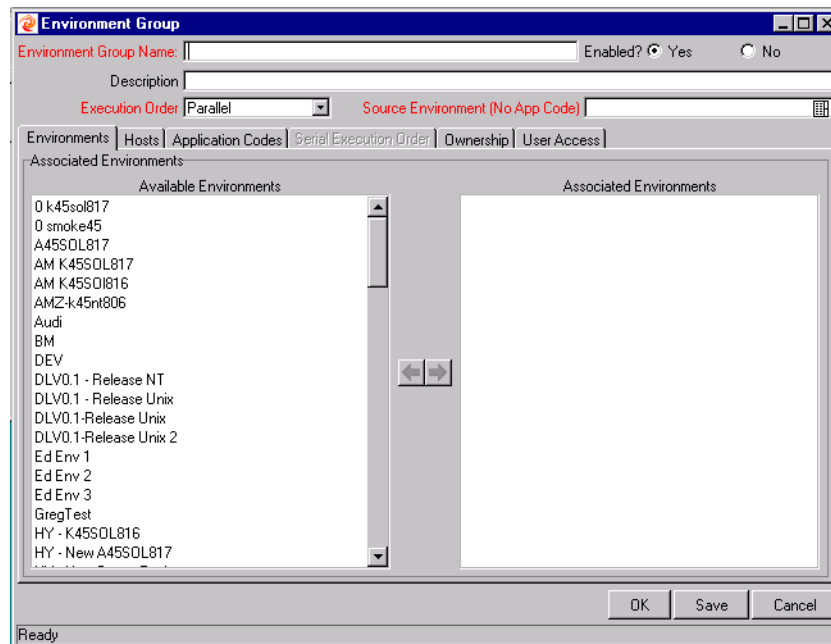 Environment Group
Environment Group Name: Enabled? Yes No
Description
Execution Order Parallel Source Environment (No App Code)
Environments Hosts Application Codes Serial Execution Order Ownership User Access
Associated Environments
Available Environments Associated Environments
0 k45sol817
0 smoke45
A45SOL817
AM K45SOL817
AM K45SOl816
AMZ-k45nt806
Audi
BM
DEV
DLV0.1 - Release NT
DLV0.1 - Release Unix
DLV0.1-Release Unix
DLV0.1-Release Unix 2
Ed Env 1
Ed Env 2
Ed Env 3
GregTest
HY - K45SOL816
HY - New A45SOL817
OK Save Cancel
Ready